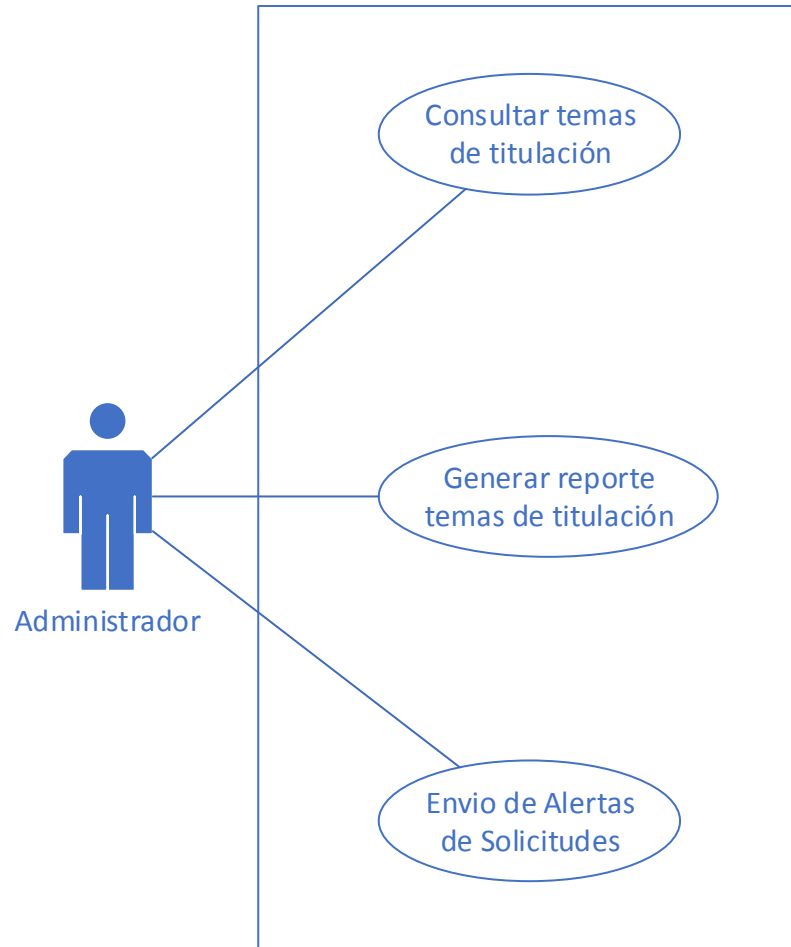 Consultar temas
de titulación
Generar reporte
temas de titulación
Administrador
Envio de Alertas
de Solicitudes